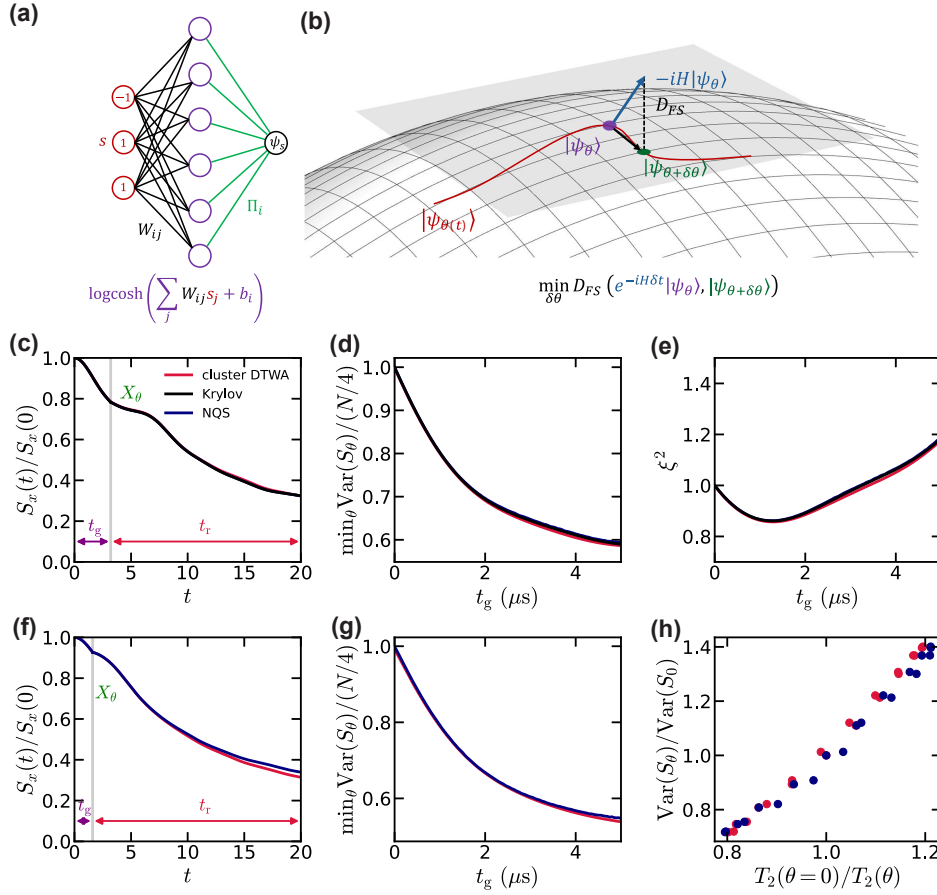 (a)
−1
s 1
1
W_ij
ψ_s
Π_i
logcosh(∑_j W_ij s_j + b_i)
(b)
−iH|ψ_θ⟩
D_FS
|ψ_θ⟩
|ψ_θ+δθ⟩
|ψ_θ(t)⟩
min_δθ D_FS (e^−iHδt|ψ_θ⟩, |ψ_θ+δθ⟩)
(c)
S_x(t)/S_x(0)
1.0
0.8
0.6
0.4
0.2
0.0
X_θ
cluster DTWA
Krylov
NQS
t_g
t_r
0 5 10 15 20
t
(d)
min_θ Var(S_θ)/(N/4)
1.0
0.9
0.8
0.7
0.6
0 2 4
t_g (μs)
(e)
ξ²
1.4
1.2
1.0
0.8
0 2 4
t_g (μs)
(f)
S_x(t)/S_x(0)
1.0
0.8
0.6
0.4
0.2
0.0
X_θ
t_g
t_r
0 5 10 15 20
t
(g)
min_θ Var(S_θ)/(N/4)
1.0
0.8
0.6
0 2 4
t_g (μs)
(h)
Var(S_θ)/Var(S_0)
1.4
1.2
1.0
0.8
0.8 1.0 1.2
T_2(θ = 0)/T_2(θ)